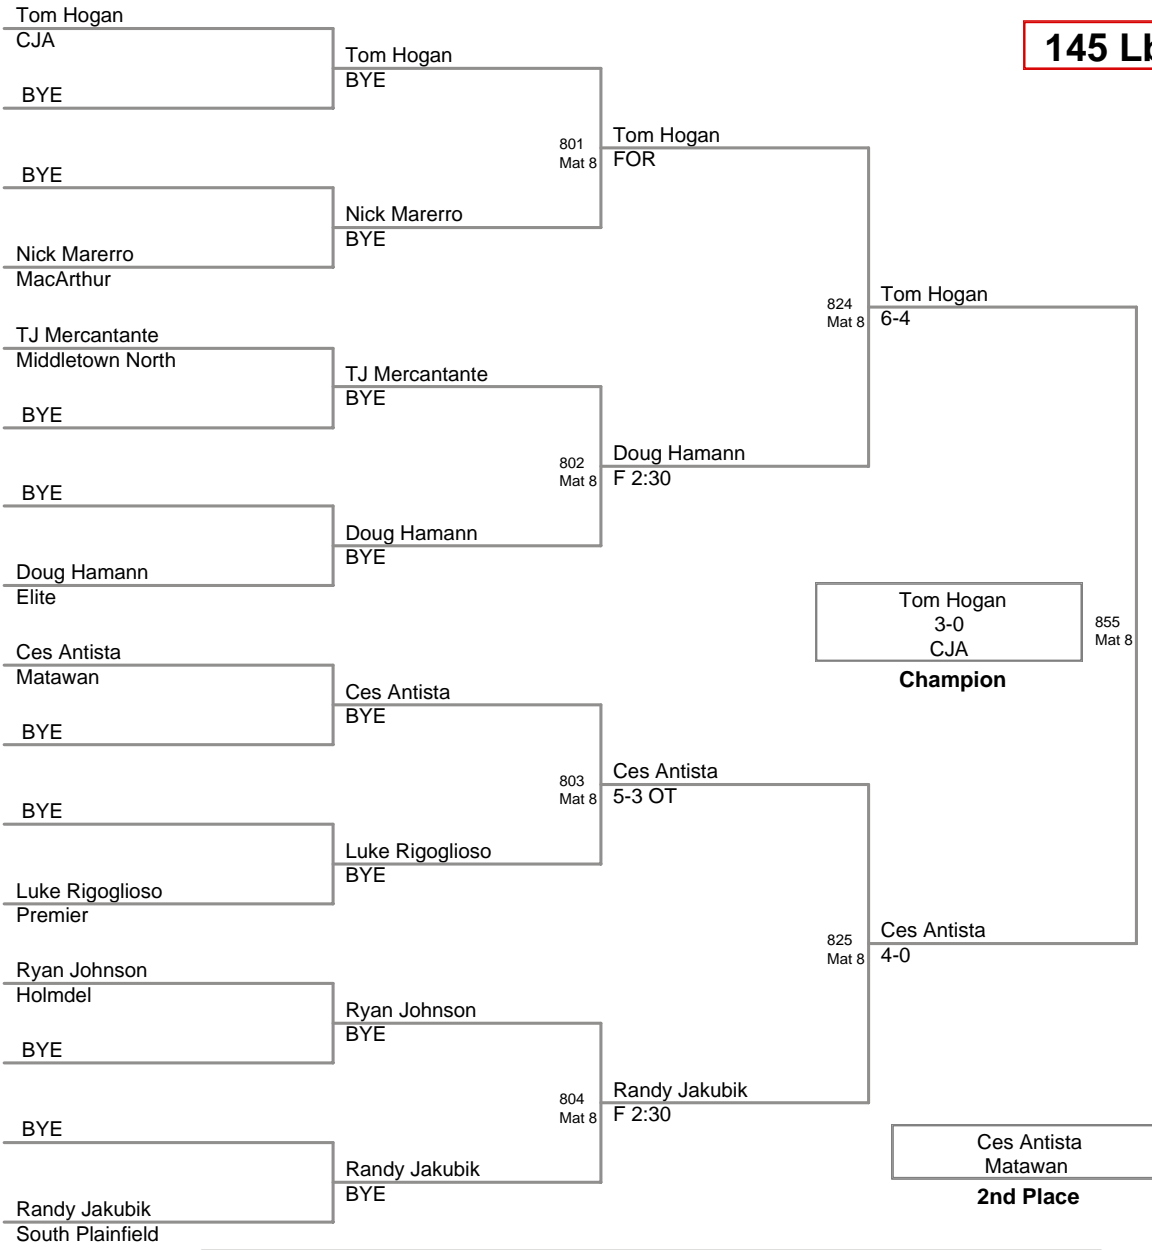 Tom Hogan
CJA
BYE
BYE
Nick Marerro
MacArthur
TJ Mercantante
Middletown North
BYE
BYE
Doug Hamann
Elite
Ces Antista
Matawan
BYE
BYE
Luke Rigoglioso
Premier
Ryan Johnson
Holmdel
BYE
BYE
Randy Jakubik
South Plainfield
Tom Hogan
BYE
Nick Marerro
BYE
TJ Mercantante
BYE
Doug Hamann
BYE
Ces Antista
BYE
Luke Rigoglioso
BYE
Ryan Johnson
BYE
Randy Jakubik
BYE
801
Mat 8
Tom Hogan
FOR
802
Mat 8
Doug Hamann
F 2:30
803
Mat 8
Ces Antista
5-3 OT
804
Mat 8
Randy Jakubik
F 2:30
824
Mat 8
Tom Hogan
6-4
825
Mat 8
Ces Antista
4-0
145 Lb
855
Mat 8
Tom Hogan
3-0
CJA
Champion
Ces Antista
Matawan
2nd Place